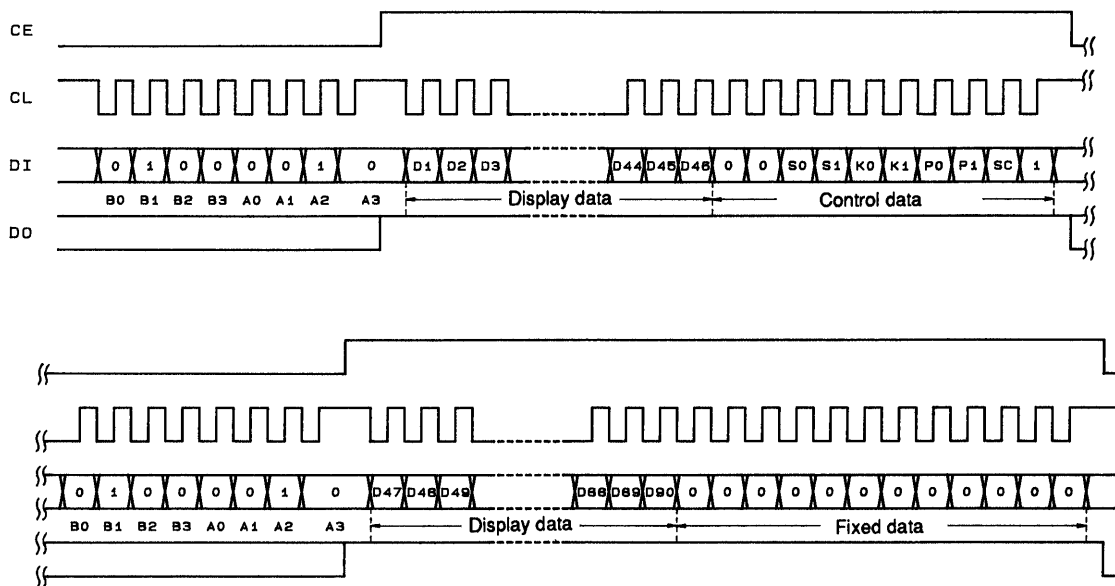 CE
CL
DI 0 1 0 0 0 0 1 0 D1 D2 D3 D44 D45 D46 0 0 S0 S1 K0 K1 P0 P1 SC 1
B0 B1 B2 B3 A0 A1 A2 A3 Display data Control data
DO
0 1 0 0 0 0 1 0 D47 D48 D49 D88 D89 D90 0 0 0 0 0 0 0 0 0 0 0 0
B0 B1 B2 B3 A0 A1 A2 A3 Display data Fixed data